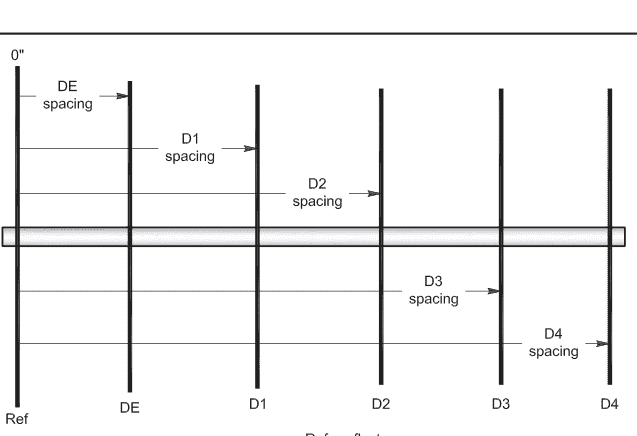 0"
DE
spacing
D1
spacing
D2
spacing
D3
spacing
D4
spacing
Ref
DE
D1
D2
D3
D4